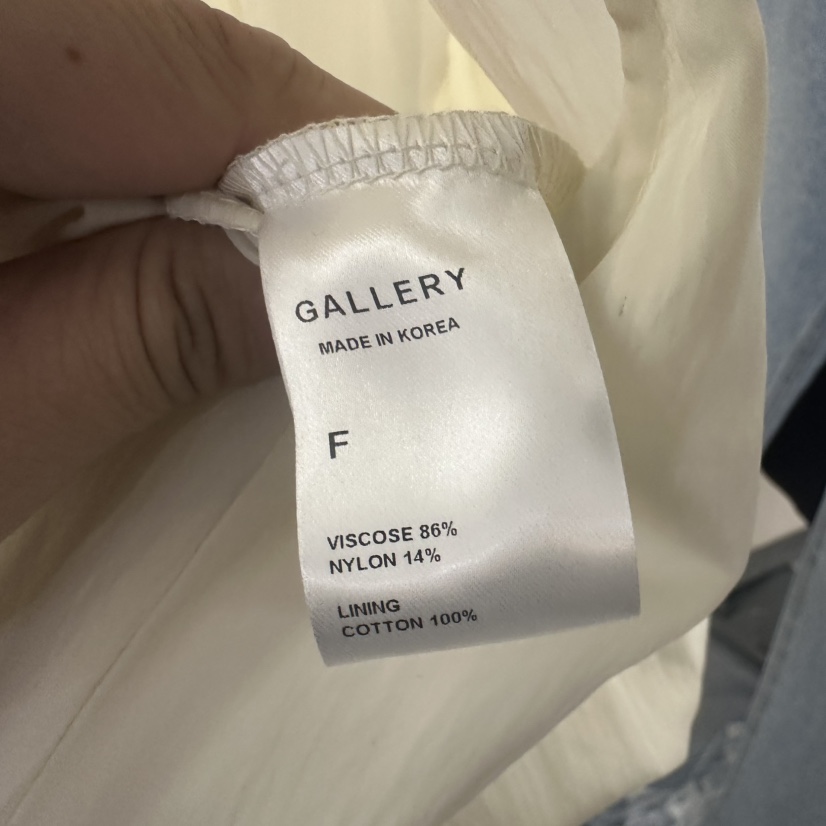 GALLERY
MADE IN KOREA
F
VISCOSE 86%
NYLON 14%
LINING
COTTON 100%